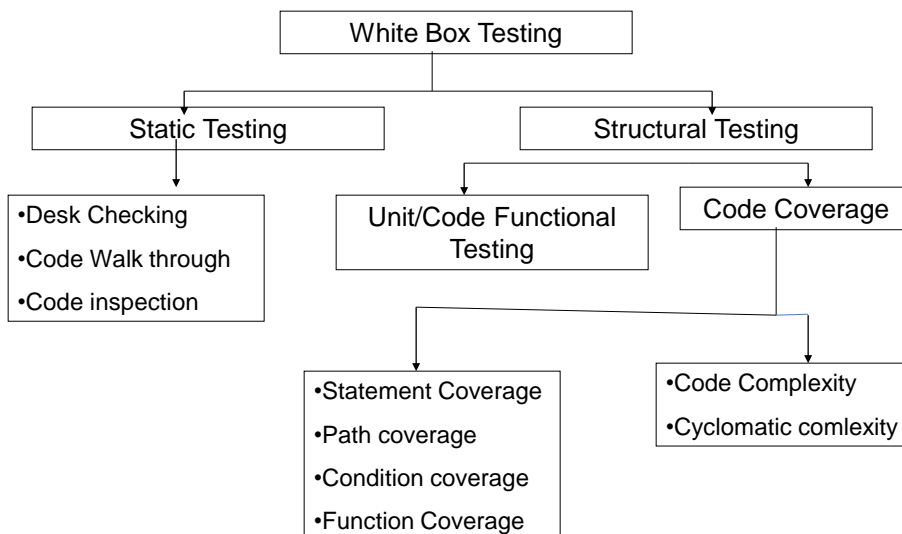 White Box Testing
Static Testing
Structural Testing
•Desk Checking
•Code Walk through
•Code inspection
Unit/Code Functional
Testing
Code Coverage
•Statement Coverage
•Path coverage
•Condition coverage
•Function Coverage
•Code Complexity
•Cyclomatic comlexity